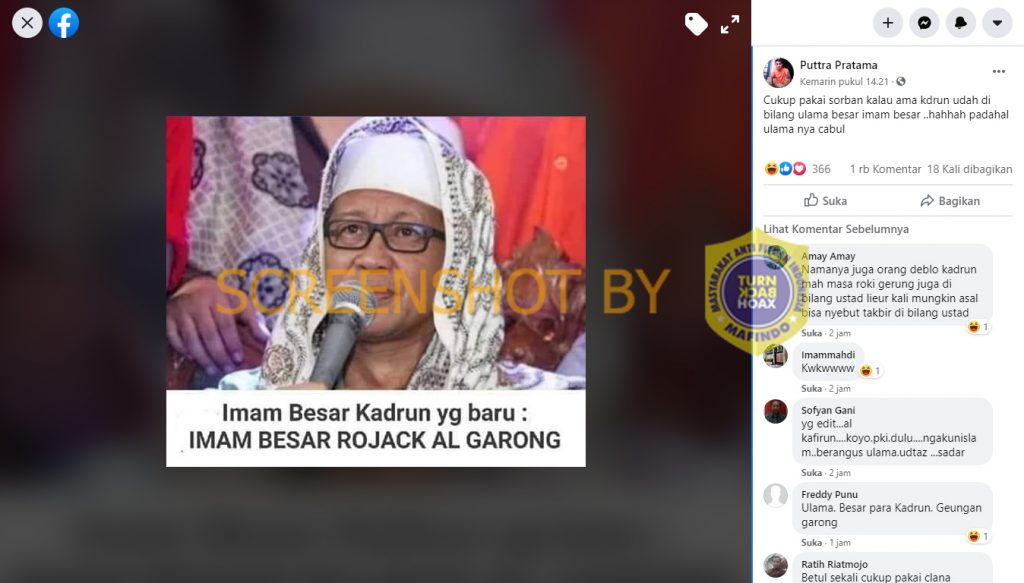 Puttra Pratama
Kemarin pukul 14.21 ·
Cukup pakai sorban kalau ama kdrun udah di
bilang ulama besar imam besar ..hahhah padahal
ulama nya cabul
366 1 rb Komentar 18 Kali dibagikan
Suka Bagikan
Lihat Komentar Sebelumnya
Amay Amay
Namanya juga orang deblo kadrun
mah masa roki gerung juga di
bilang ustad lieur kali mungkin asal
bisa nyebut takbir di bilang ustad
1
Suka · 2 jam
Imammahdi
Kwkwwww
1
Suka · 2 jam
Sofyan Gani
yg edit...al
kafirun....koyo.pki.dulu....ngakunisla
m..berangus ulama.udtaz ...sadar
Suka · 2 jam
Freddy Punu
Ulama. Besar para Kadrun. Geungan
garong
1
Suka · 1 jam
Ratih Riatmojo
Betul sekali cukup pakai clana
Imam Besar Kadrun yg baru :
IMAM BESAR ROJACK AL GARONG
SCREENSHOT BY
MASYARAKAT ANTI
TURN
BACK
HOAX
MAFINDO